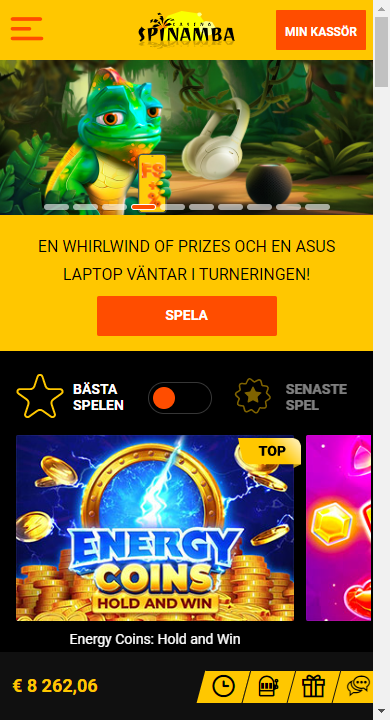 CASINO
SPINAMBA
MIN KASSÖR
FS
EN WHIRLWIND OF PRIZES OCH EN ASUS
LAPTOP VÄNTAR I TURNERINGEN!
SPELA
BÄSTA
SPELEN
SENASTE
SPEL
TOP
ENERGY
COINS
HOLD AND WIN
Energy Coins: Hold and Win
€ 8 262,06